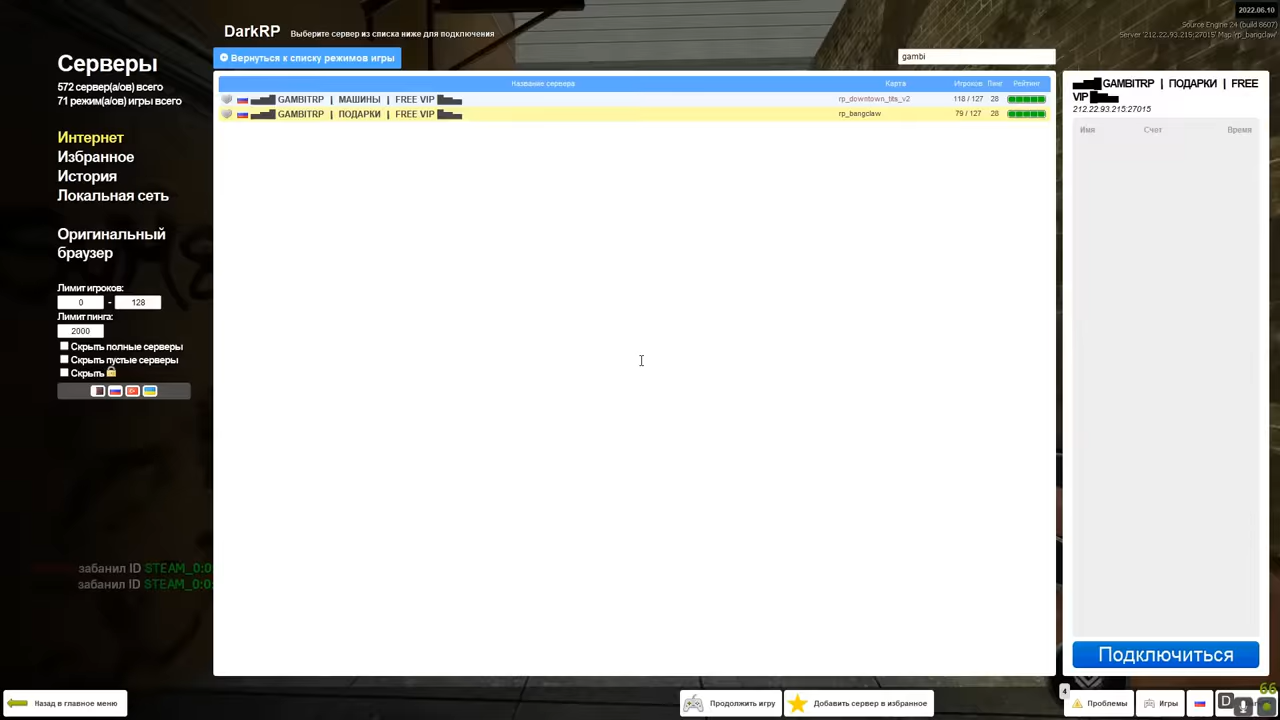 2022.06.10
Source Engine 24 (build 8607)
Server '212.22.93.215:27015' Map 'rp_bangclaw'
DarkRP Выберите сервер из списка ниже для подключения
Вернуться к списку режимов игры
gambi
Серверы
572 сервер(а/ов) всего
71 режим(а/ов) игры всего
Интернет
Избранное
История
Локальная сеть
Оригинальный
браузер
Лимит игроков:
0 - 128
Лимит пинга:
2000
Скрыть полные серверы
Скрыть пустые серверы
Скрыть
Название сервера Карта Игроков Пинг Рейтинг
GAMBITRP | МАШИНЫ | FREE VIP rp_downtown_tits_v2 118 / 127 28
GAMBITRP | ПОДАРКИ | FREE VIP rp_bangclaw 79 / 127 28
GAMBITRP | ПОДАРКИ | FREE
VIP
212.22.93.215:27015
Имя Счет Время
забанил ID STEAM_0:0
забанил ID STEAM_0:0
Подключиться
Назад в главное меню
Продолжить игру
Добавить сервер в избранное
4
Проблемы
Игры
66